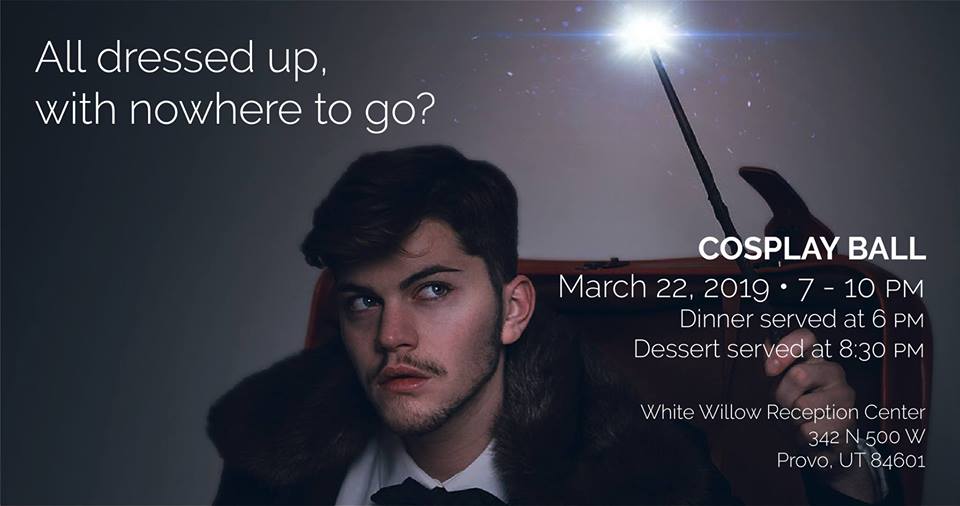 All dressed up,
with nowhere to go?
COSPLAY BALL
March 22, 2019 • 7 - 10 PM
Dinner served at 6 PM
Dessert served at 8:30 PM
White Willow Reception Center
342 N 500 W
Provo, UT 84601